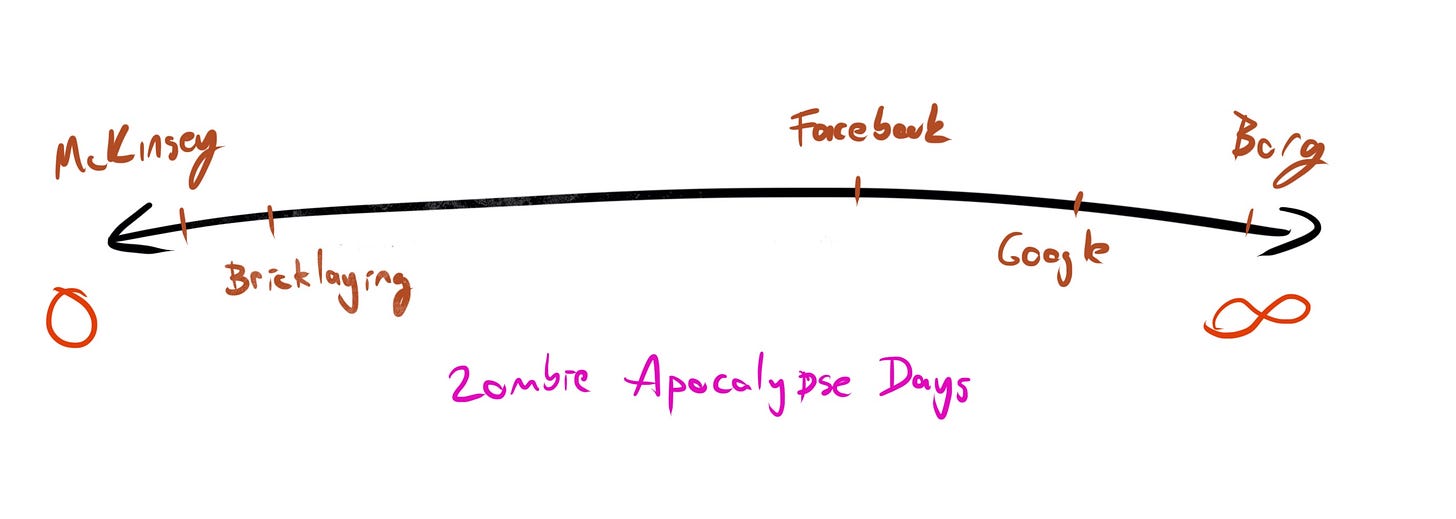 McKinsey
Facebook
Borg
Bricklaying
Google
0
∞
Zombie Apocalypse Days